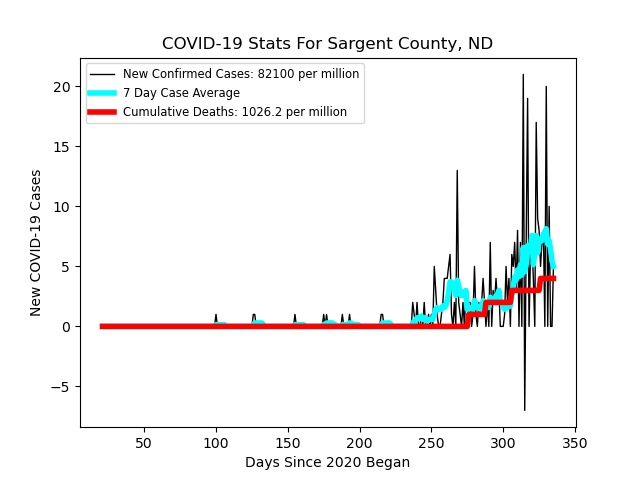 COVID-19 Stats For Sargent County, ND
New Confirmed Cases: 82100 per million
7 Day Case Average
Cumulative Deaths: 1026.2 per million
New COVID-19 Cases
20
15
10
5
0
−5
50 100 150 200 250 300 350
Days Since 2020 Began